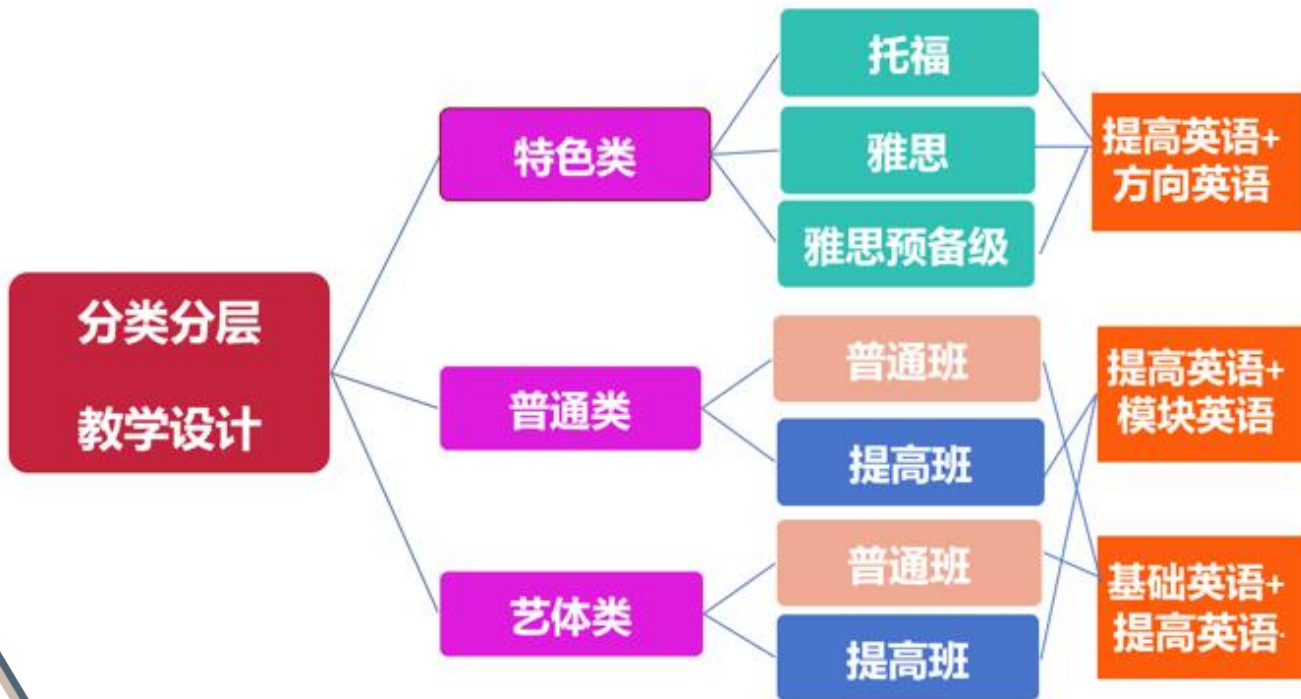 分类分层
教学设计
特色类
普通类
艺体类
托福
雅思
雅思预备级
普通班
提高班
普通班
提高班
提高英语+
方向英语
提高英语+
模块英语
基础英语+
提高英语